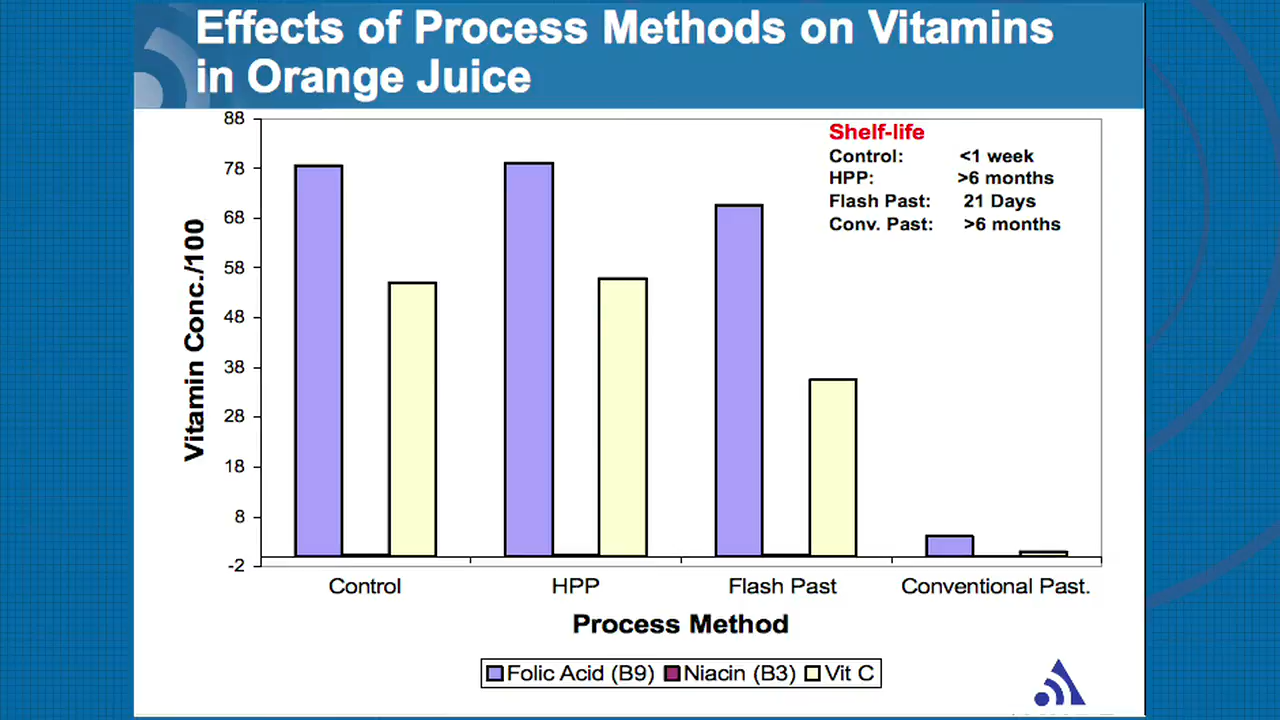 Effects of Process Methods on Vitamins
in Orange Juice
88
78
68
58
48
38
28
18
8
-2
Vitamin Conc./100
Shelf-life
Control: <1 week
HPP: >6 months
Flash Past: 21 Days
Conv. Past: >6 months
Control HPP Flash Past Conventional Past.
Process Method
Folic Acid (B9) Niacin (B3) Vit C